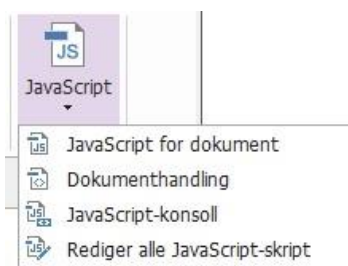 JS
JavaScript
JavaScript for dokument
Dokumenthandling
JavaScript-konsoll
Rediger alle JavaScript-skript